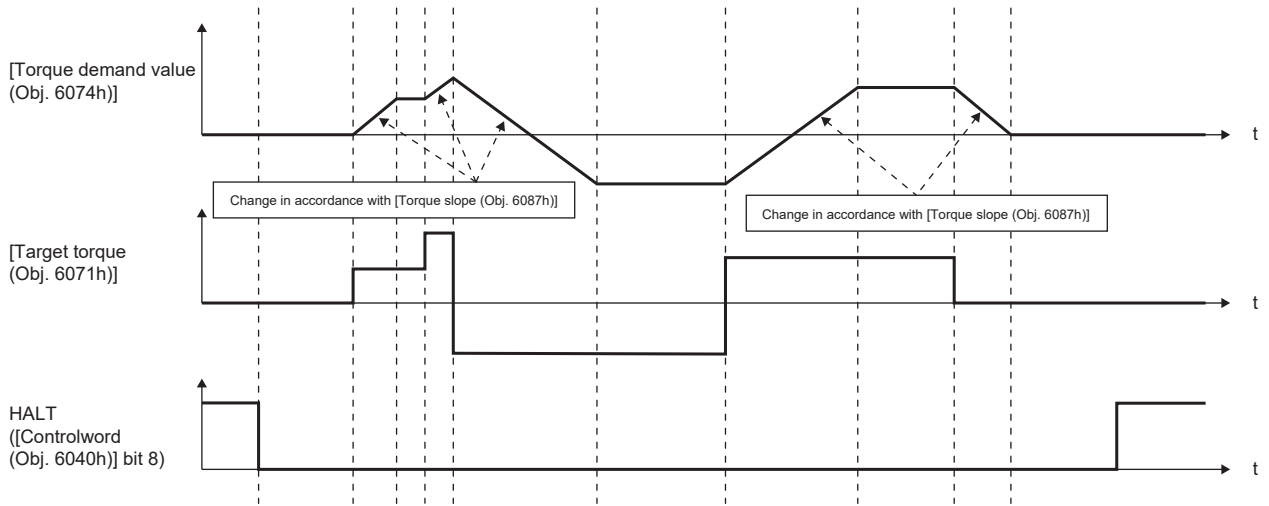 [Torque demand value
(Obj. 6074h)]
t
Change in accordance with [Torque slope (Obj. 6087h)]
Change in accordance with [Torque slope (Obj. 6087h)]
[Target torque
(Obj. 6071h)]
t
HALT
([Controlword
(Obj. 6040h)] bit 8)
t